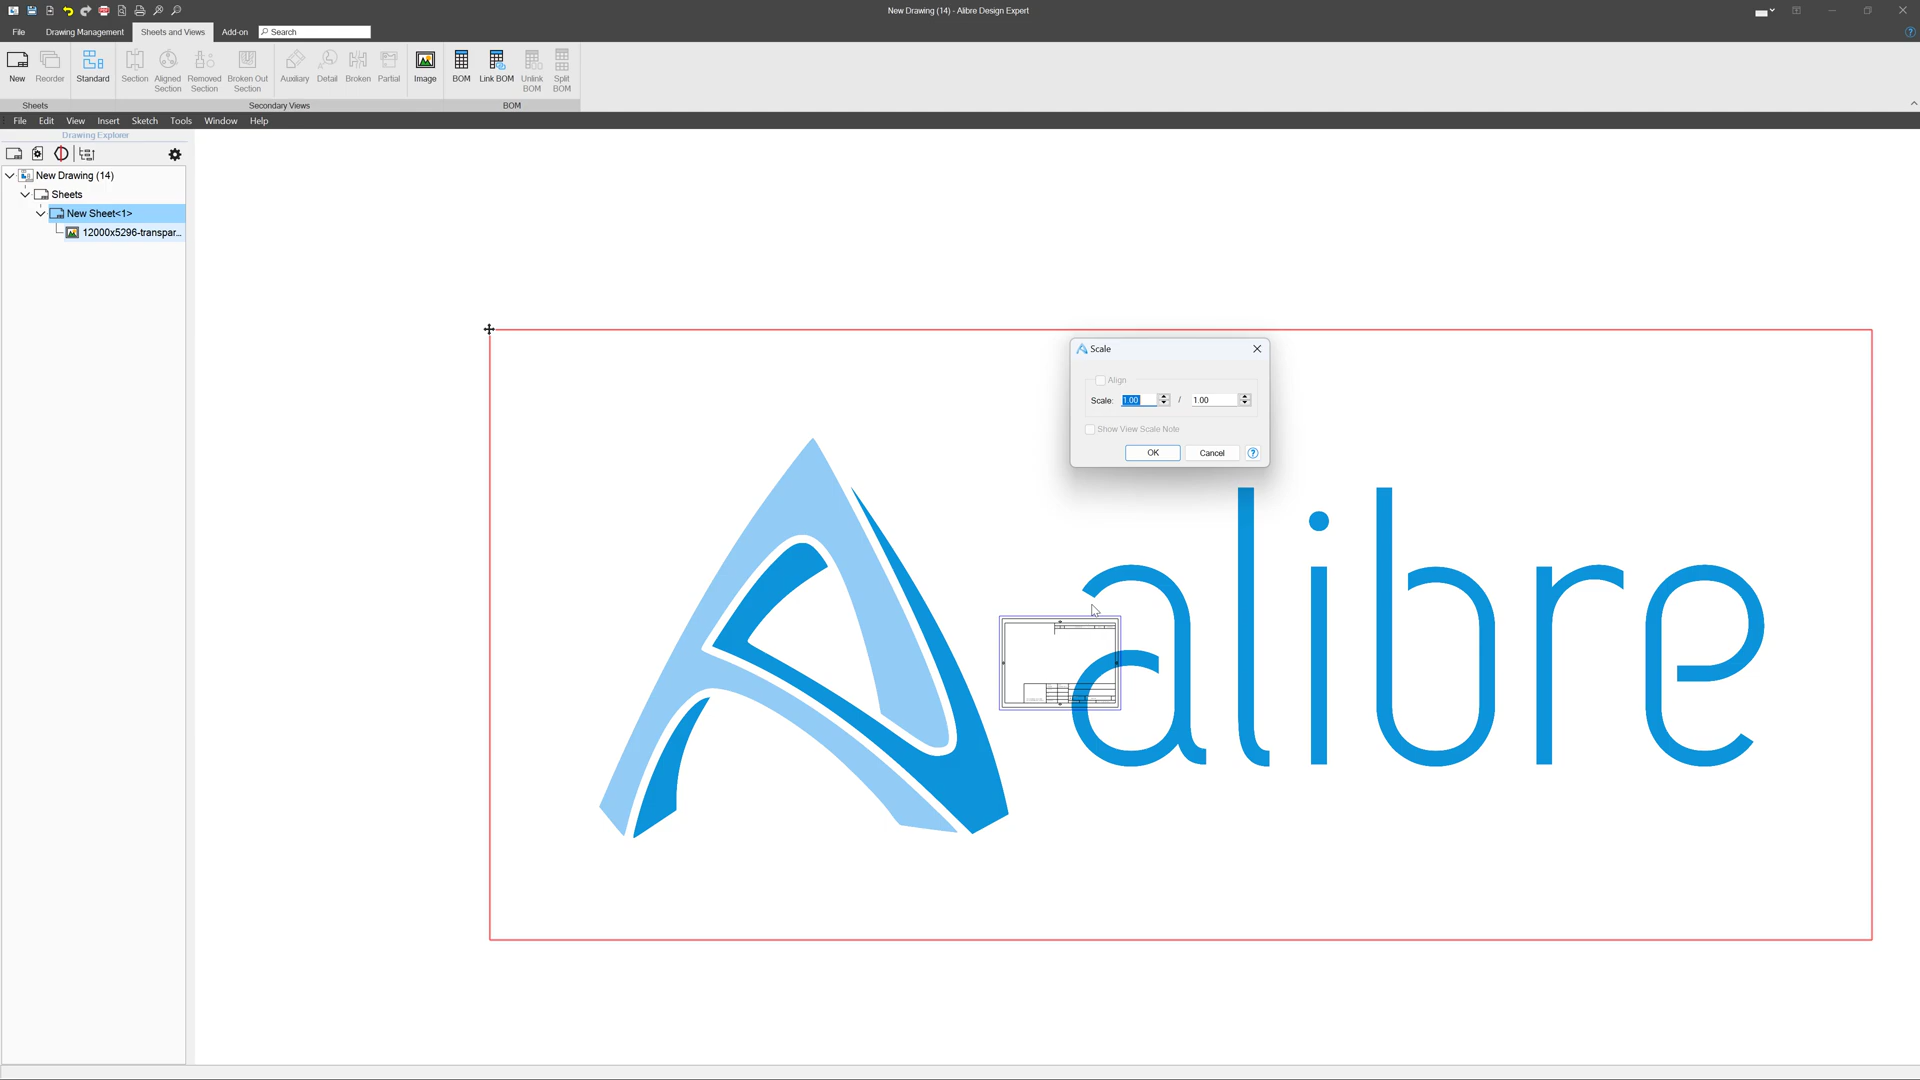 New Drawing (14) - Alibre Design Expert
File Drawing Management Sheets and Views Add-on Search
New Reorder Standard Section Aligned Section Removed Section Broken Out Section Auxiliary Detail Broken Partial Image BOM Link BOM Unlink BOM Split BOM
Sheets Secondary Views BOM
File Edit View Insert Sketch Tools Window Help
Drawing Explorer
New Drawing (14)
Sheets
New Sheet<1>
12000x5296-transpar...
Scale
Align
Scale: 1.00 / 1.00
Show View Scale Note
OK Cancel ?
alibre